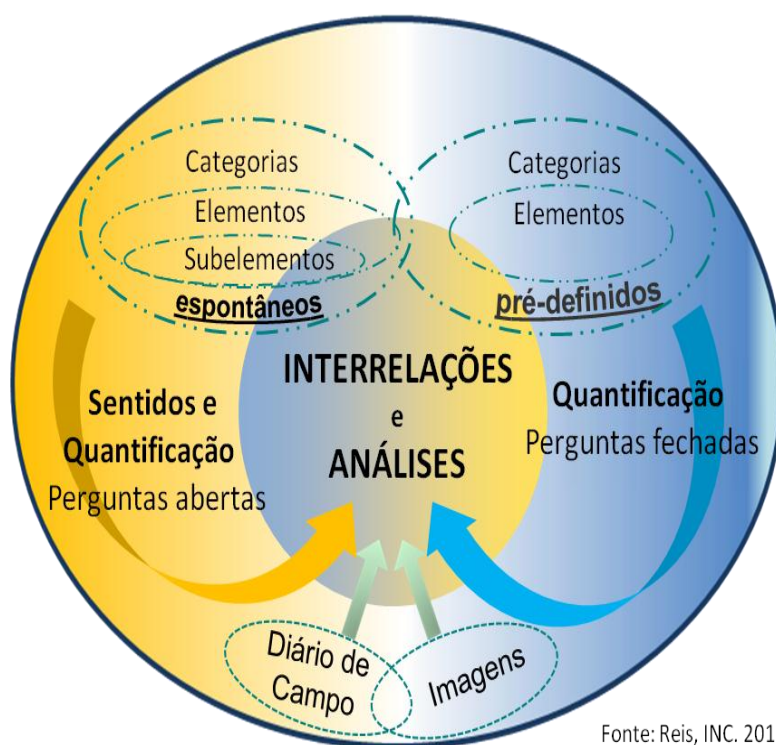 Categorias
Elementos
Subelementos
espontâneos
Categorias
Elementos
pré-definidos
INTERRELAÇÕES
e
ANÁLISES
Sentidos e
Quantificação
Perguntas abertas
Quantificação
Perguntas fechadas
Diário de
Campo
Imagens
Fonte: Reis, INC. 201